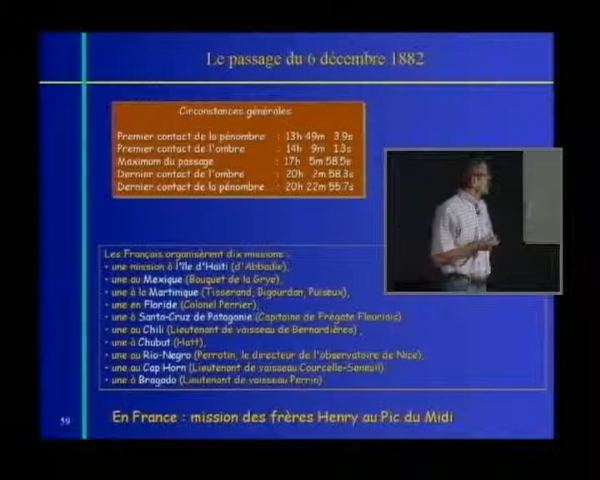 Le passage du 6 décembre 1882
Circonstances générales
Premier contact de la pénombre : 13h 49m 3.9s
Premier contact de l'ombre : 14h 9m 1.3s
Maximum du passage : 17h 5m 58.5s
Dernier contact de l'ombre : 20h 2m 58.3s
Dernier contact de la pénombre : 20h 22m 55.7s
Les Français organisèrent dix missions :
• une mission à l'île d'Haïti (d'Abbadie),
• une au Mexique (Bouquet de la Grye),
• une à la Martinique (Tisserand, Bigourdan, Puiseux),
• une en Floride (Colonel Perrier),
• une à Santa-Cruz de Patagonie (Capitaine de Frégate Fleuriais)
• une au Chili (Lieutenant de vaisseau de Bernardières) ,
• une à Chubut (Hatt),
• une au Rio-Negro (Perrotin, le directeur de l'observatoire de Nice),
• une au Cap Horn (Lieutenant de vaisseau Courcelle-Seneuil)
• une à Bragado (Lieutenant de vaisseau Perrin)
59
En France : mission des frères Henry au Pic du Midi